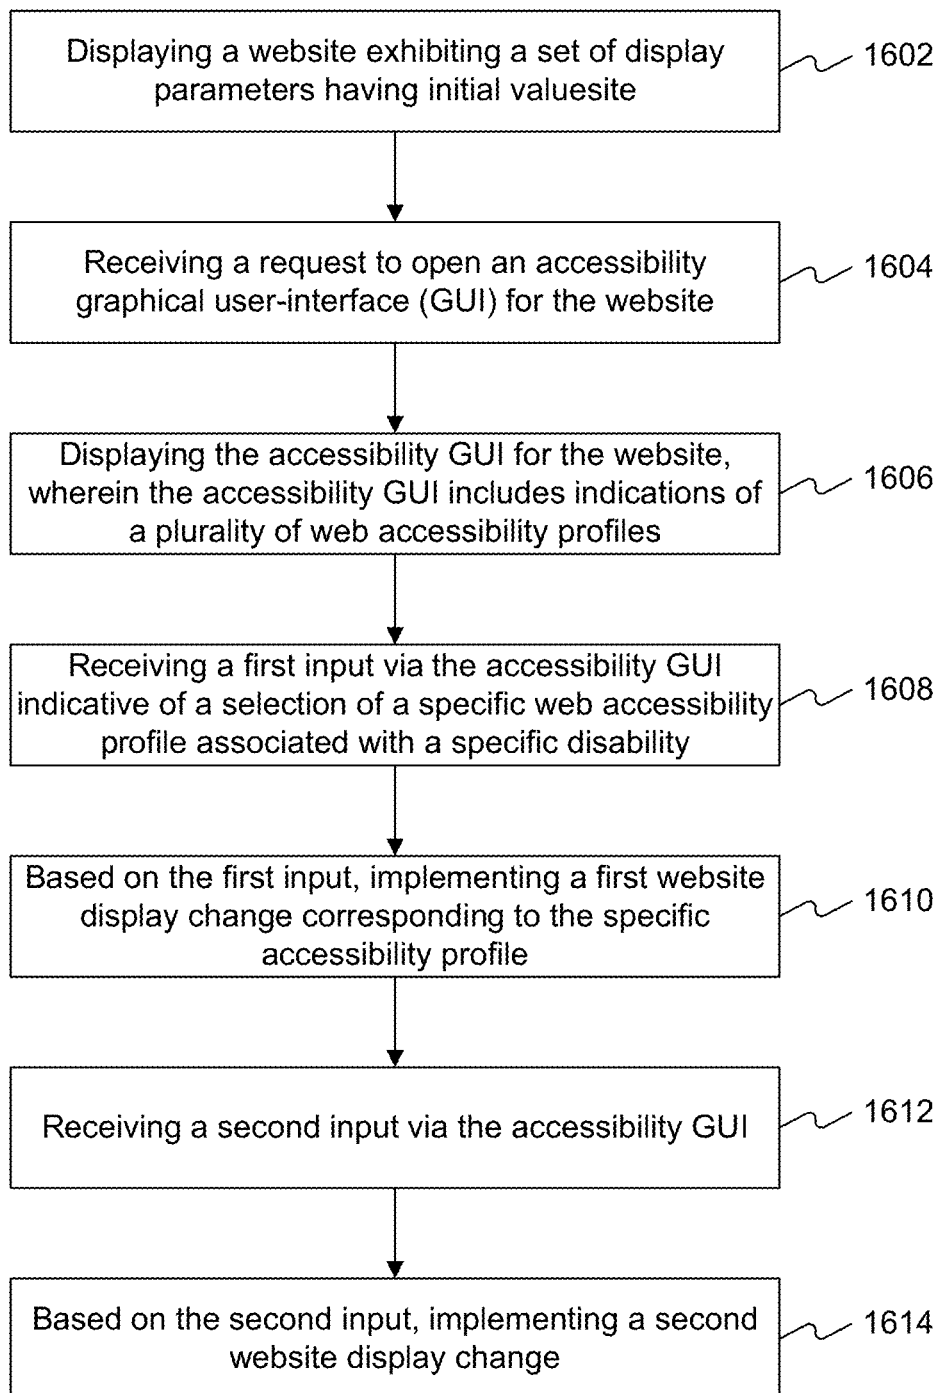 Displaying a website exhibiting a set of display
parameters having initial valuesite
1602
Receiving a request to open an accessibility
graphical user-interface (GUI) for the website
1604
Displaying the accessibility GUI for the website,
wherein the accessibility GUI includes indications of
a plurality of web accessibility profiles
1606
Receiving a first input via the accessibility GUI
indicative of a selection of a specific web accessibility
profile associated with a specific disability
1608
Based on the first input, implementing a first website
display change corresponding to the specific
accessibility profile
1610
Receiving a second input via the accessibility GUI
1612
Based on the second input, implementing a second
website display change
1614